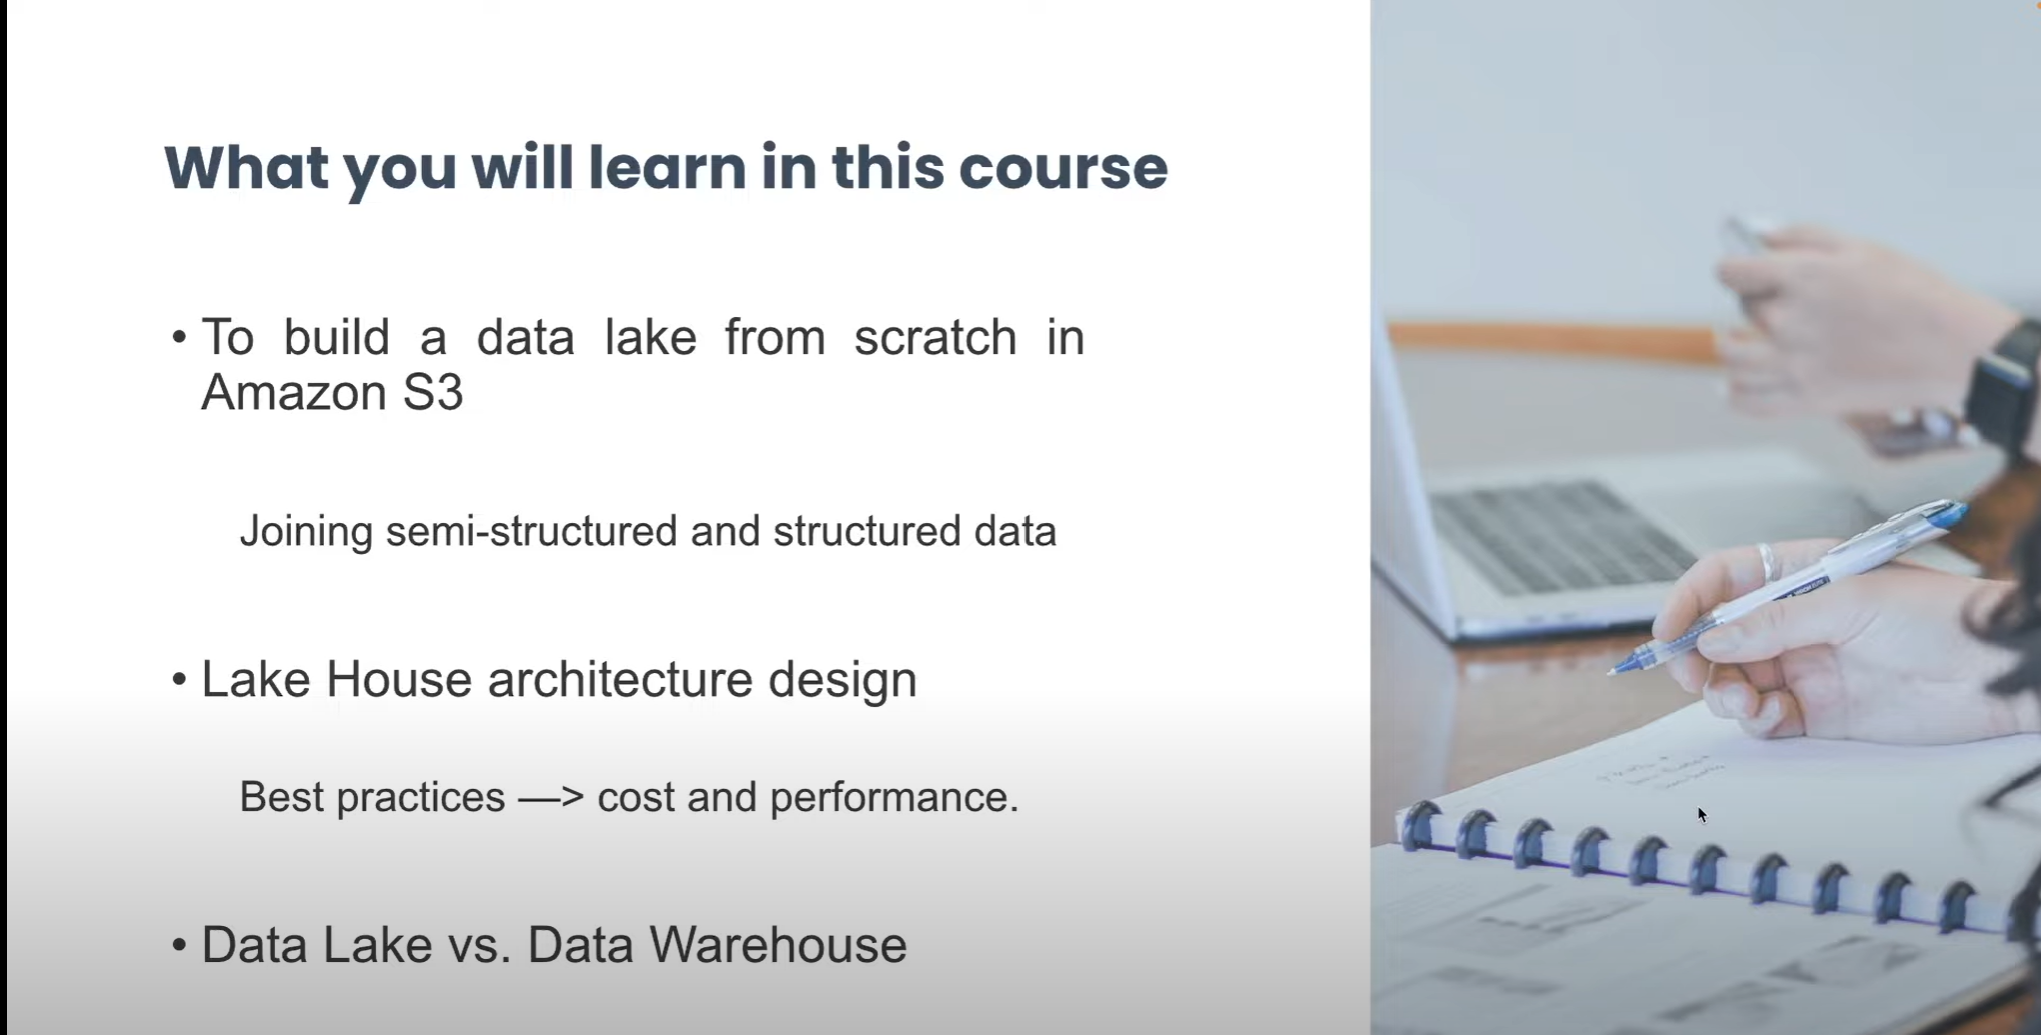 What you will learn in this course
• To build a data lake from scratch in
Amazon S3
Joining semi-structured and structured data
• Lake House architecture design
Best practices —> cost and performance.
• Data Lake vs. Data Warehouse